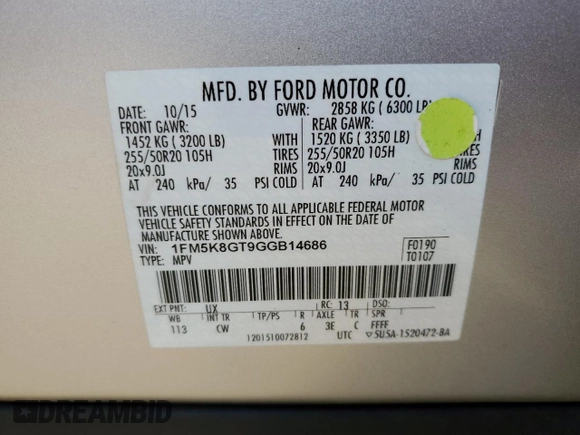 MFD. BY FORD MOTOR CO.
DATE: 10/15 GVWR: 2858 KG ( 6300 LB)
FRONT GAWR: REAR GAWR:
1452 KG ( 3200 LB) WITH 1520 KG ( 3350 LB) WITH
255/50R20 105H TIRES 255/50R20 105H TIRES
20x9.0J RIMS 20x9.0J RIMS
AT 240 kPa/ 35 PSI COLD AT 240 kPa/ 35 PSI COLD
THIS VEHICLE CONFORMS TO ALL APPLICABLE FEDERAL MOTOR
VEHICLE SAFETY STANDARDS IN EFFECT ON THE DATE OF
MANUFACTURE SHOWN ABOVE.
VIN: 1FM5K8GT9GGB14686 F0190
TYPE: MPV T0107
EXT PNT: UX RC: 13 DSO:
WB INT TR TP/PS R AXLE TR SPR
113 CW 6 3E C FFFF
1201510072812 UTC ▽5USA-1520472-BA
DREAMBID